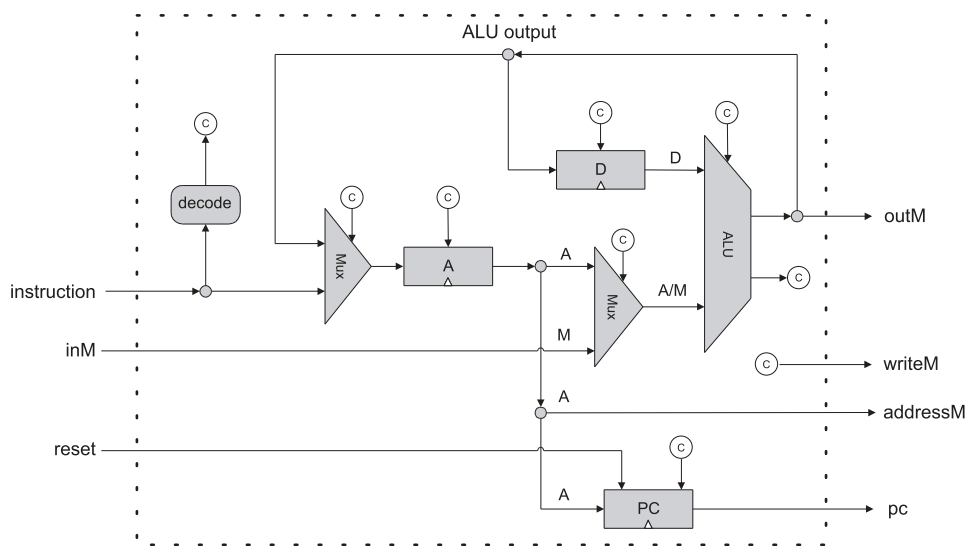 ALU output
C
C
C
D
D
decode
C
C
outM
ALU
Mux
A
A
C
instruction
Mux
A/M
C
inM
M
C
writeM
A
addressM
reset
C
A
PC
pc